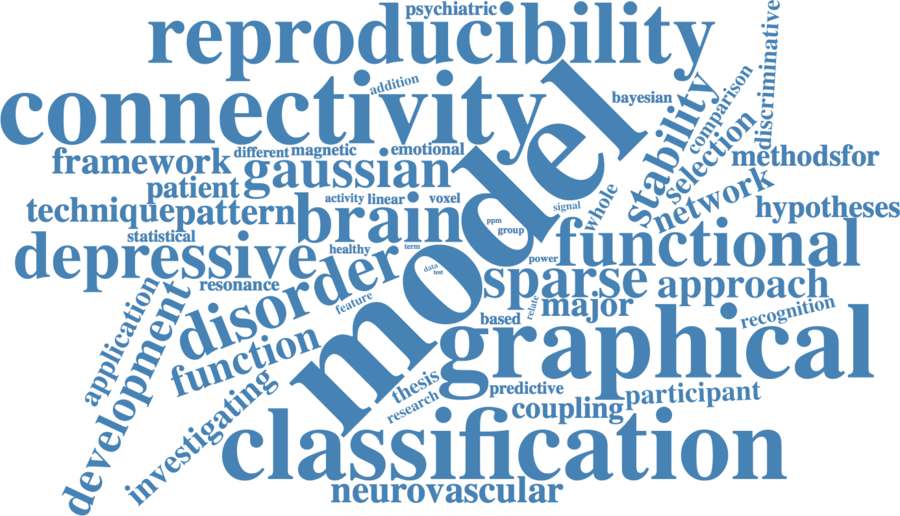 psychiatric
reproducibility
discriminative
connectivity
addition
model
bayesian
stability
comparison
selection
framework
different
magnetic
emotional
methodsfor
patient
gaussian
network
technique
pattern
activity
linear
voxel
signal
whole
hypotheses
brain
ppm
group
statistical
depressive
healthy
term
functional
power
data
test
resonance
disorder
sparse
approach
application
development
feature
relate
major
recognition
function
based
graphical
investigating
thesis
research
predictive
coupling
participant
classification
neurovascular